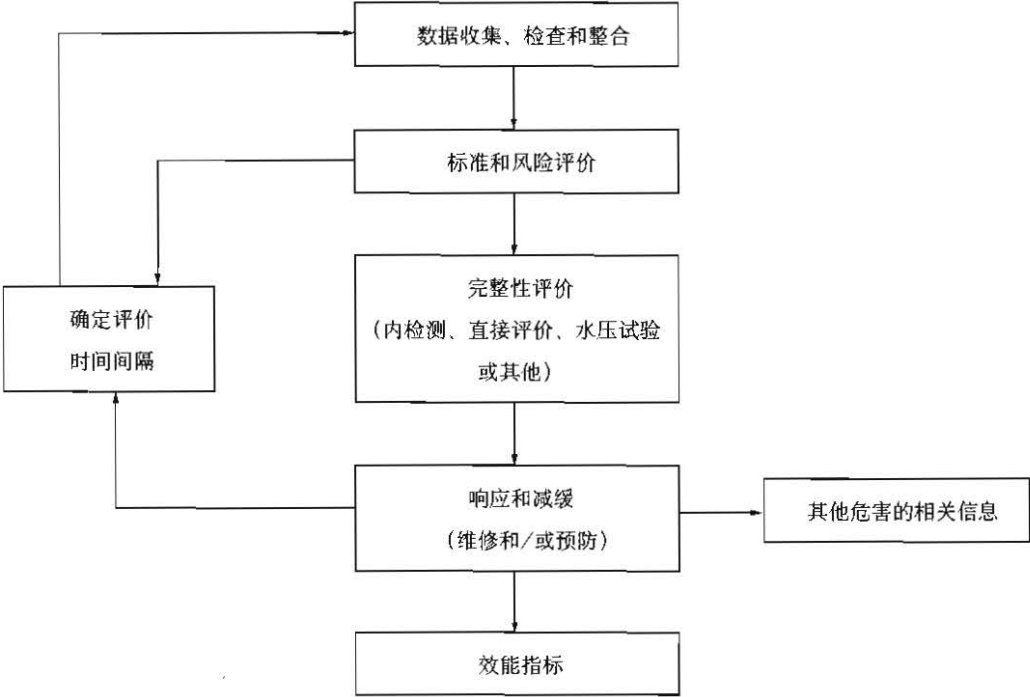 数据收集、检查和整合
标准和风险评价
完整性评价
（内检测、直接评价、水压试验
或其他）
确定评价
时间间隔
响应和减缓
（维修和/或预防）
其他危害的相关信息
效能指标